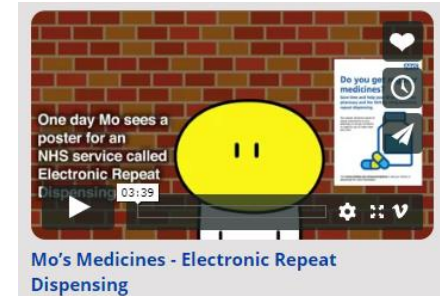 Do you get
medicines?
One day Mo sees a
poster for an
NHS service called
Electronic Repeat
Dispensing
03:39
Mo's Medicines - Electronic Repeat
Dispensing